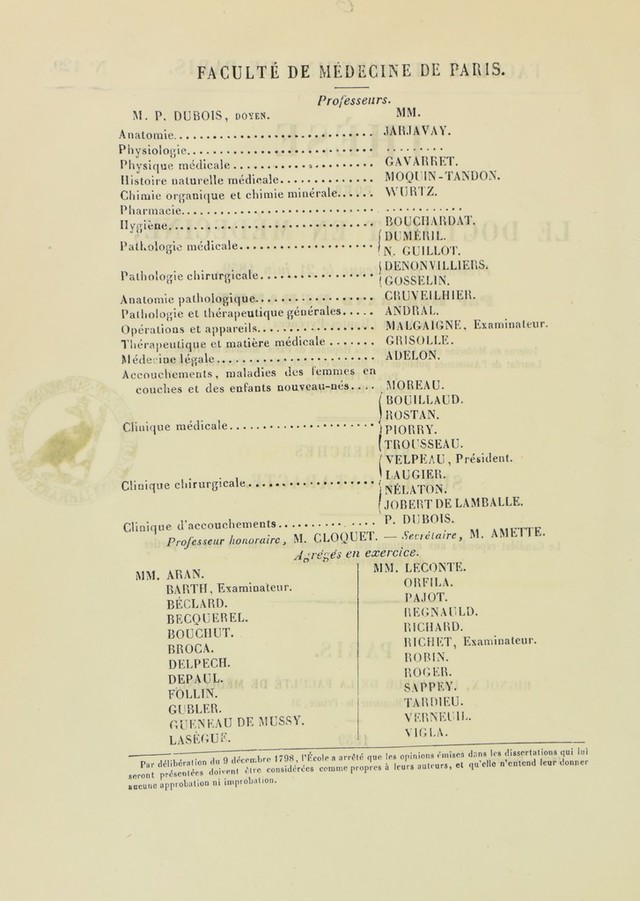 FACULTÉ DE MÉDECINE DE PARIS.
Professeurs.
M. P. DUBOIS, DOYEN. MM.
Anatomie. JARJAVAY.
Physiologie. ..........
Physique médicale GAVARRET.
Histoire naturelle médicale. MOQUIN-TANDON.
Chimie organique et chimie minérale. WURTZ.
Pharmacie. ..........
Hygiène. BOUCHARDAT.
Pathologie médicale. { DUMÉRIL.
N. GUILLOT.
Pathologie chirurgicale. { DENONVILLIERS.
GOSSELIN.
Anatomie pathologique. CRUVEILHIER.
Pathologie et thérapeutique générales. ANDRAL.
Opérations et appareils. MALGAIGNE, Examinateur.
Thérapeutique et matière médicale GRISOLLE.
Médecine légale. ADELON.
Accouchements, maladies des femmes en
couches et des enfants nouveau-nés. MOREAU.
Clinique médicale. { BOUILLAUD.
ROSTAN.
PIORRY.
TROUSSEAU.
Clinique chirurgicale. { VELPEAU, Président.
LAUGIER.
NÉLATON.
JOBERT DE LAMBALLE.
Clinique d'accouchements. P. DUBOIS.
Professeur honoraire, M. CLOQUET. — Secrétaire, M. AMETTE.
Agrégés en exercice.
MM. ARAN.
BARTH, Examinateur.
BÉCLARD.
BECQUEREL.
BOUCHUT.
BROCA.
DELPECH.
DEPAUL.
FOLLIN.
GUBLER.
GUENEAU DE MUSSY.
LASÈGUE.
MM. LECONTE.
ORFILA.
PAJOT.
REGNAULD.
RICHARD.
RICHET, Examinateur.
ROBIN.
ROGER.
SAPPEY.
TARDIEU.
VERNEUIL.
VIGLA.
Par délibération du 9 décembre 1798, l'École a arrêté que les opinions émises dans les dissertations qui lui
seront présentées doivent être considérées comme propres à leurs auteurs, et qu'elle n'entend leur donner
aucune approbation ni improbation.